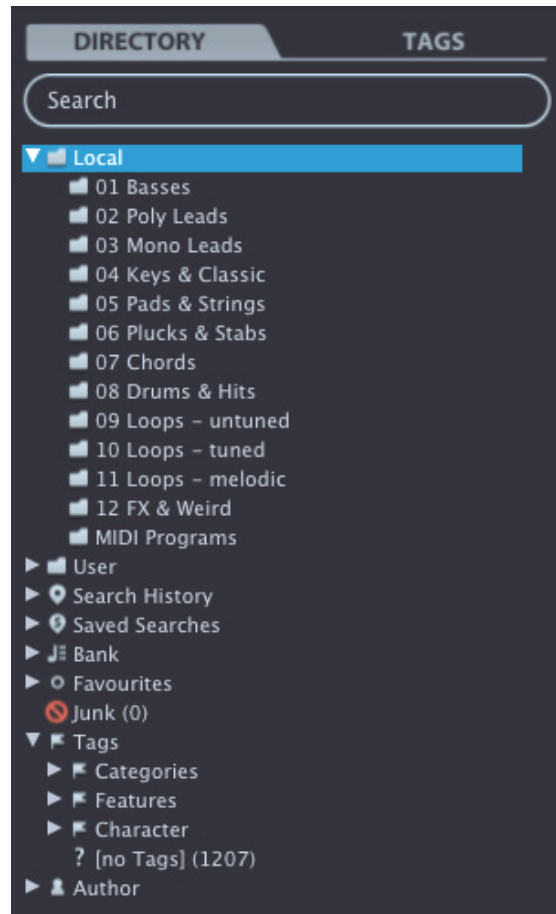 DIRECTORY TAGS
Search
Local
01 Basses
02 Poly Leads
03 Mono Leads
04 Keys & Classic
05 Pads & Strings
06 Plucks & Stabs
07 Chords
08 Drums & Hits
09 Loops – untuned
10 Loops – tuned
11 Loops – melodic
12 FX & Weird
MIDI Programs
User
Search History
Saved Searches
Bank
Favourites
Junk (0)
Tags
Categories
Features
Character
? [no Tags] (1207)
Author